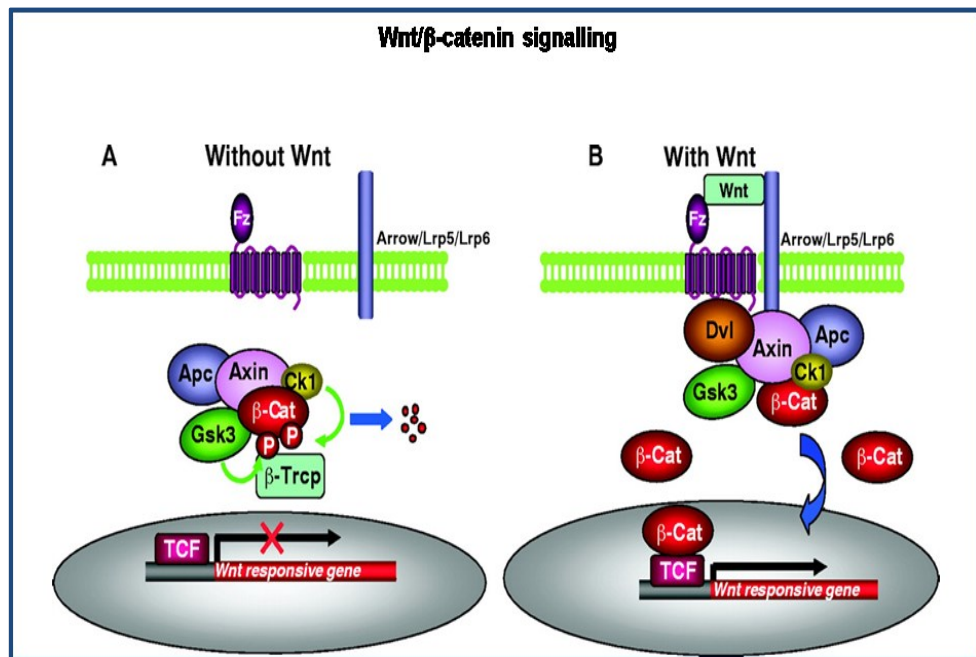 Wnt/β-catenin signalling
A
Without Wnt
Fz
Arrow/Lrp5/Lrp6
Apc
Axin
Ck1
β-Cat
Gsk3
P
P
β-Trcp
TCF
Wnt responsive gene
B
With Wnt
Wnt
Fz
Arrow/Lrp5/Lrp6
Dvl
Axin
Apc
Ck1
Gsk3
β-Cat
β-Cat
β-Cat
β-Cat
TCF
Wnt responsive gene